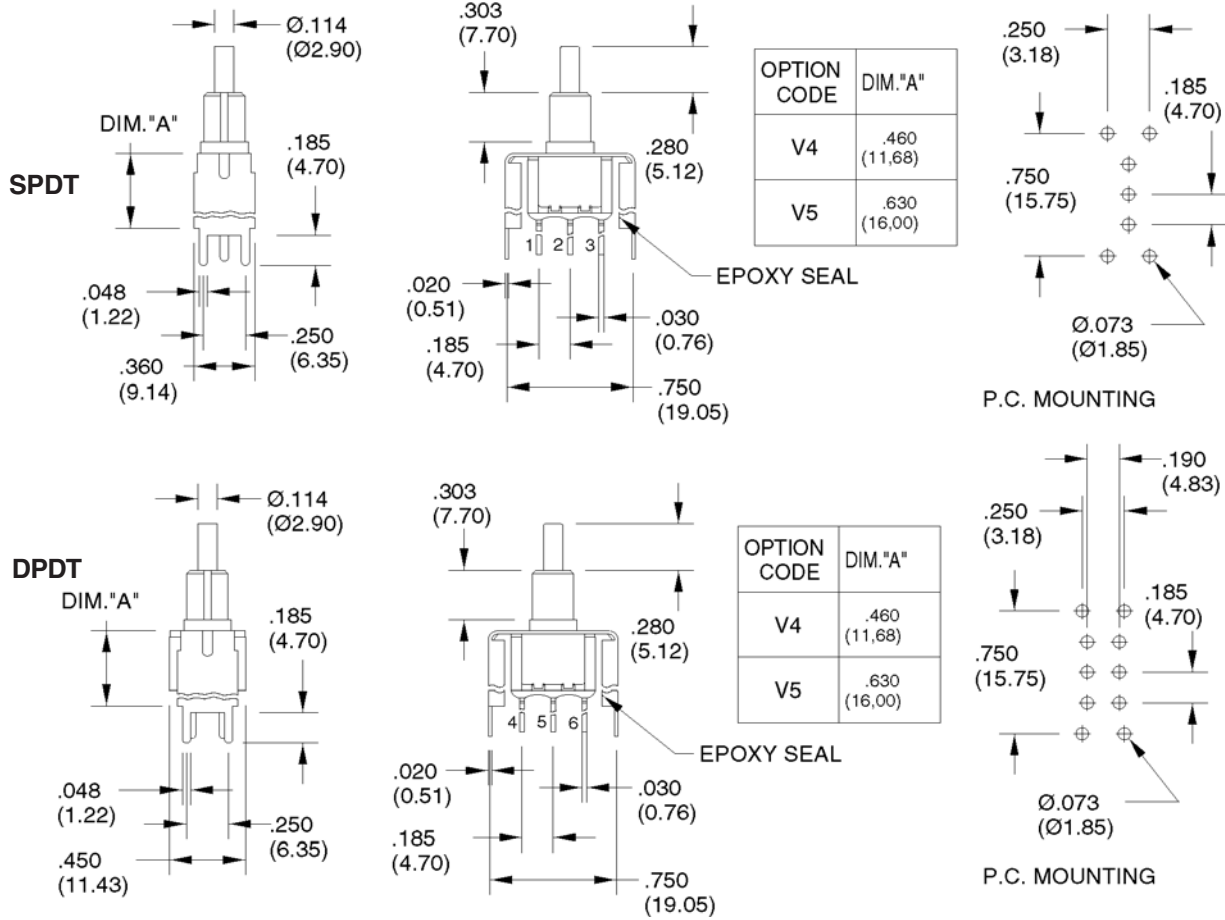 SPDT
Ø.114
(Ø2.90)
DIM."A"
.185
(4.70)
.048
(1.22)
.250
(6.35)
.360
(9.14)
.303
(7.70)
.280
(5.12)
1 2 3
EPOXY SEAL
.020
(0.51)
.030
(0.76)
.185
(4.70)
.750
(19.05)
OPTION CODE DIM."A"
V4 .460 (11,68)
V5 .630 (16,00)
.250
(3.18)
.185
(4.70)
.750
(15.75)
Ø.073
(Ø1.85)
P.C. MOUNTING
DPDT
Ø.114
(Ø2.90)
DIM."A"
.185
(4.70)
.048
(1.22)
.250
(6.35)
.450
(11.43)
.303
(7.70)
.280
(5.12)
4 5 6
EPOXY SEAL
.020
(0.51)
.030
(0.76)
.185
(4.70)
.750
(19.05)
OPTION CODE DIM."A"
V4 .460 (11,68)
V5 .630 (16,00)
.190
(4.83)
.250
(3.18)
.185
(4.70)
.750
(15.75)
Ø.073
(Ø1.85)
P.C. MOUNTING